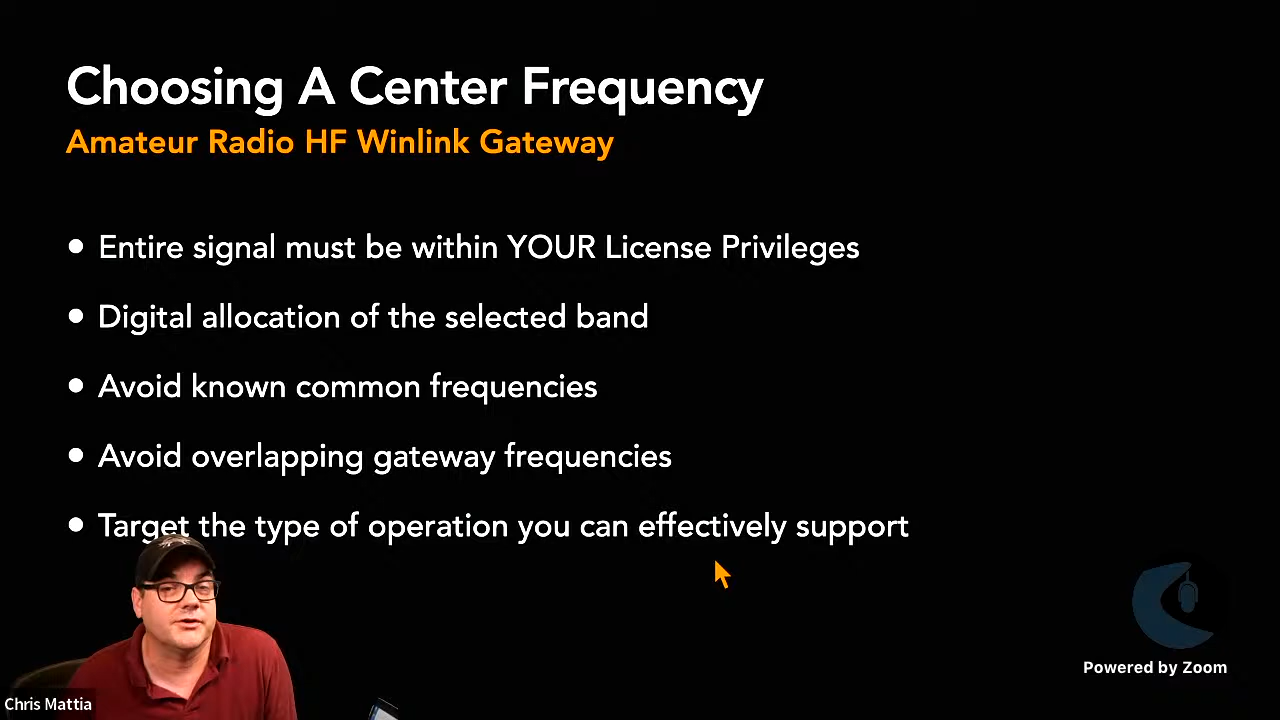 Choosing A Center Frequency
Amateur Radio HF Winlink Gateway
• Entire signal must be within YOUR License Privileges
• Digital allocation of the selected band
• Avoid known common frequencies
• Avoid overlapping gateway frequencies
• Target the type of operation you can effectively support
Powered by Zoom
Chris Mattia